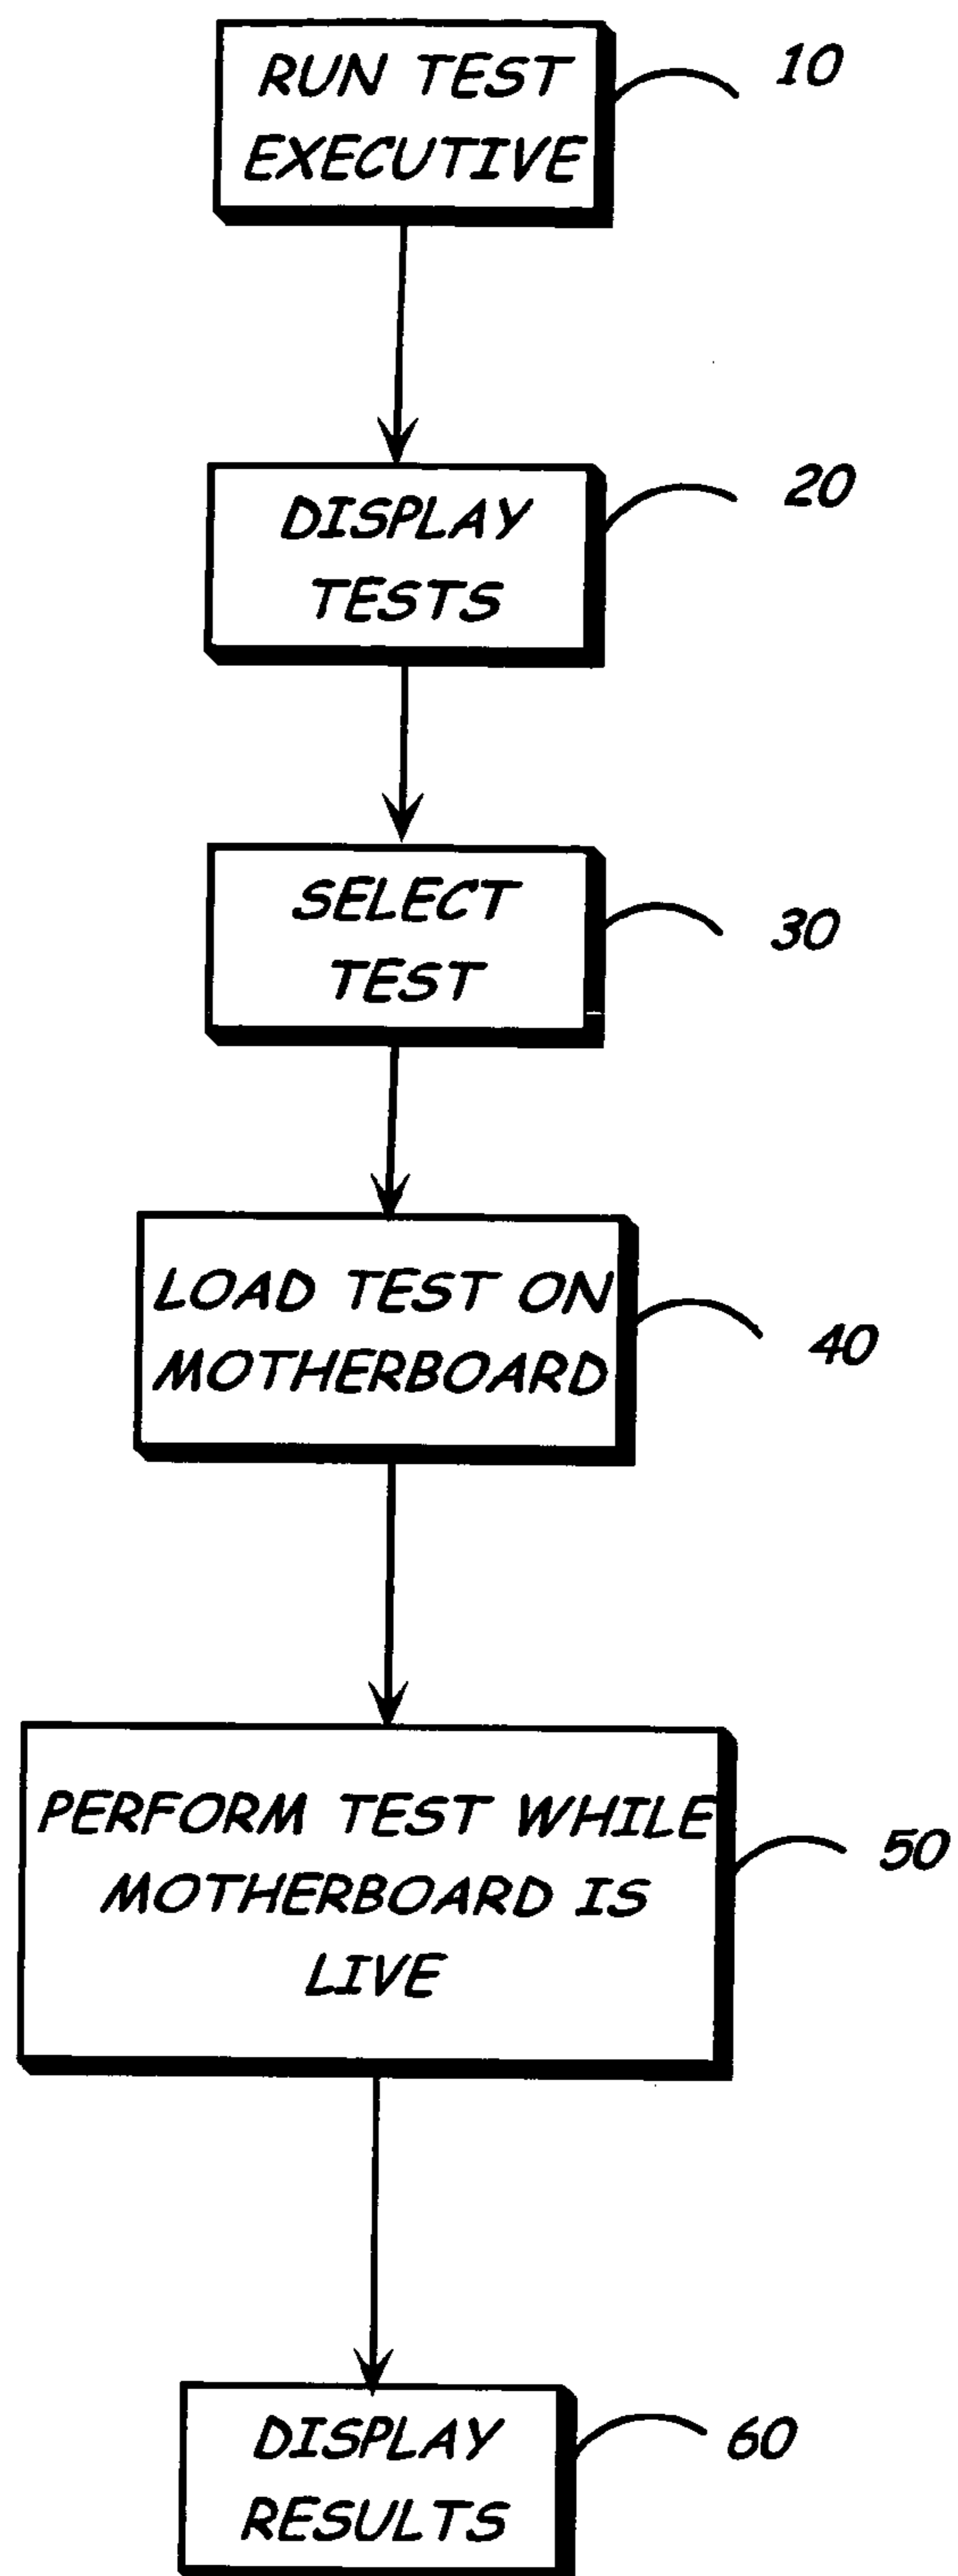 RUN TEST
EXECUTIVE
10
DISPLAY
TESTS
20
SELECT
TEST
30
LOAD TEST ON
MOTHERBOARD
40
PERFORM TEST WHILE
MOTHERBOARD IS
LIVE
50
DISPLAY
RESULTS
60